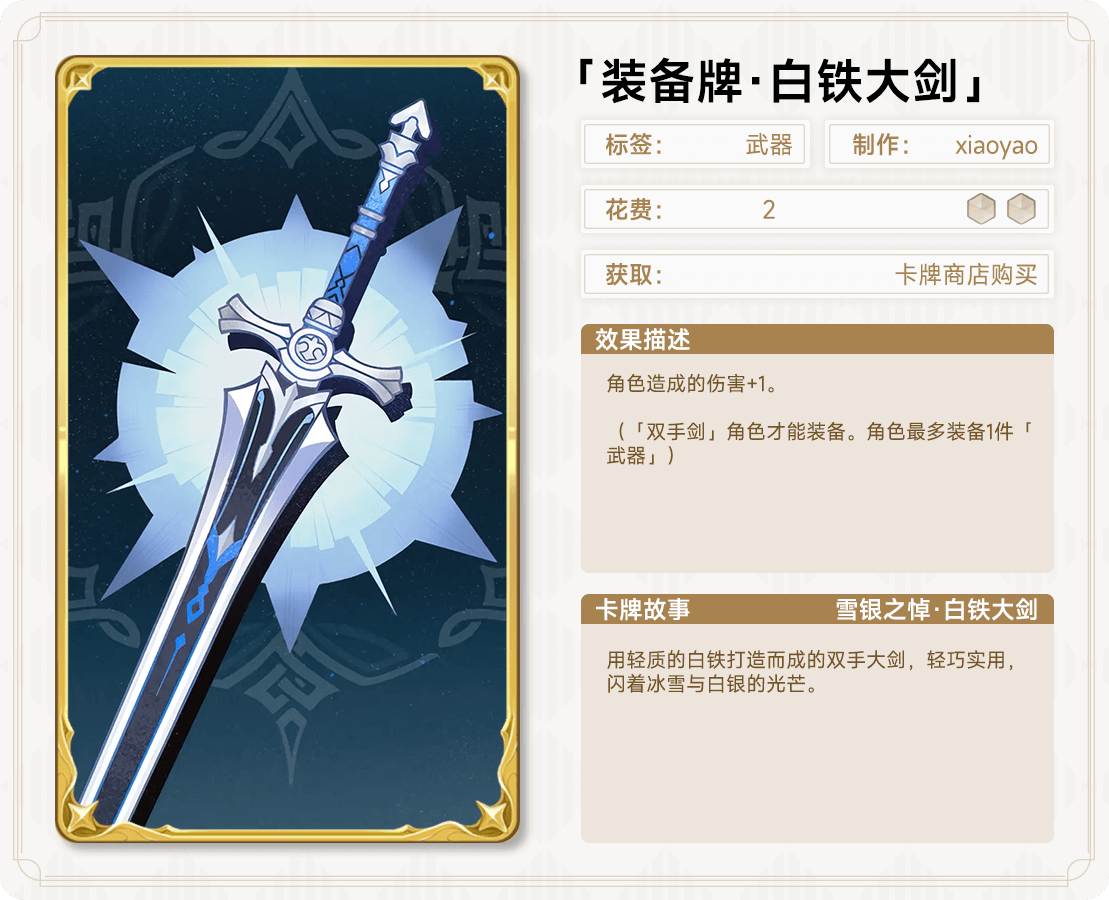 「装备牌·白铁大剑」
标签： 武器 制作： xiaoyao
花费： 2
获取： 卡牌商店购买
效果描述
角色造成的伤害+1。
（「双手剑」角色才能装备。角色最多装备1件「
武器」）
卡牌故事 雪银之悼·白铁大剑
用轻质的白铁打造而成的双手大剑，轻巧实用，
闪着冰雪与白银的光芒。